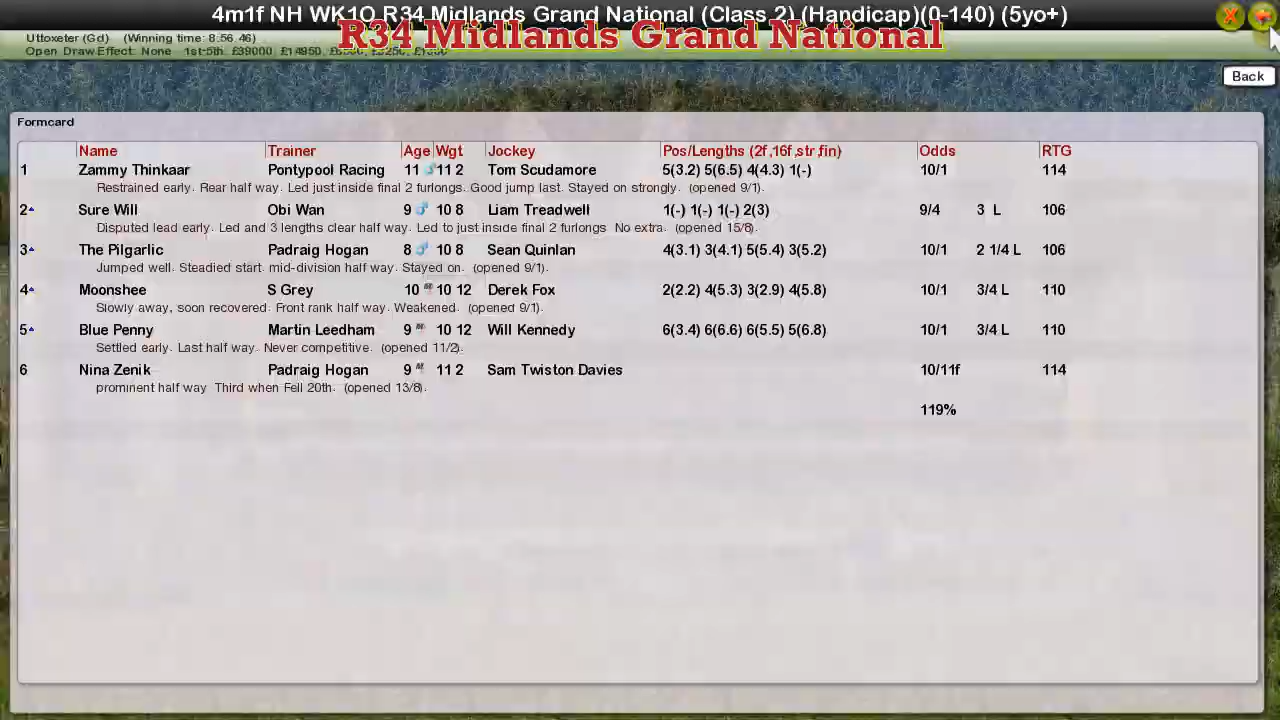 4m1f NH WK1O R34 Midlands Grand National (Class 2) (Handicap)(0-140) (5yo+)
R34 Midlands Grand National
Uttoxeter (Gd) (Winning time: 8:56.46)
Open Draw Effect: None 1st-5th: £39000 £14950
Back
Formcard
Name Trainer Age Wgt Jockey Pos/Lengths (2f,16f,str,fin) Odds RTG
1 Zammy Thinkaar Pontypool Racing 11 11 2 Tom Scudamore 5(3.2) 5(6.5) 4(4.3) 1(-) 10/1 114
Restrained early. Rear half way. Led just inside final 2 furlongs. Good jump last. Stayed on strongly. (opened 9/1).
2 Sure Will Obi Wan 9 10 8 Liam Treadwell 1(-) 1(-) 1(-) 2(3) 9/4 3 L 106
Disputed lead early. Led and 3 lengths clear half way. Led to just inside final 2 furlongs No extra. (opened 15/8).
3 The Pilgarlic Padraig Hogan 8 10 8 Sean Quinlan 4(3.1) 3(4.1) 5(5.4) 3(5.2) 10/1 2 1/4 L 106
Jumped well. Steadied start. mid-division half way. Stayed on. (opened 9/1).
4 Moonshee S Grey 10 10 12 Derek Fox 2(2.2) 4(5.3) 3(2.9) 4(5.8) 10/1 3/4 L 110
Slowly away, soon recovered. Front rank half way. Weakened. (opened 9/1).
5 Blue Penny Martin Leedham 9 10 12 Will Kennedy 6(3.4) 6(6.6) 6(5.5) 5(6.8) 10/1 3/4 L 110
Settled early. Last half way. Never competitive. (opened 11/2).
6 Nina Zenik Padraig Hogan 9 11 2 Sam Twiston Davies 10/11f 114
prominent half way Third when Fell 20th. (opened 13/8).
119%